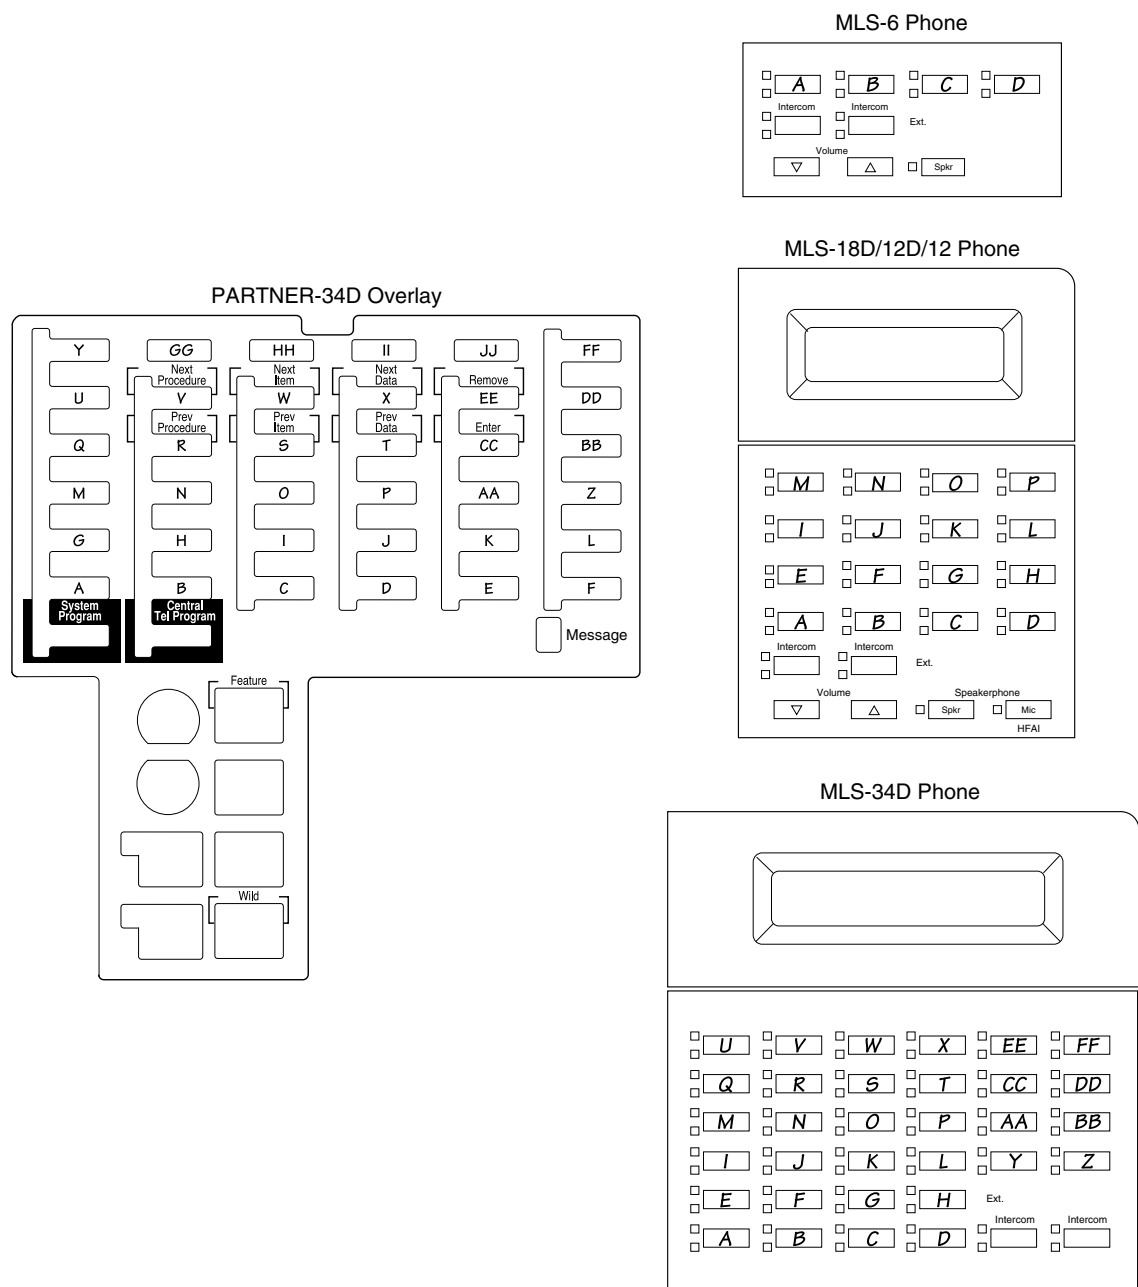 MLS-6 Phone
A B C D
Intercom Intercom
Ext.
Volume
Spkr
MLS-18D/12D/12 Phone
M N O P
I J K L
E F G H
A B C D
Intercom Intercom
Ext.
Volume Speakerphone
Spkr Mic
HFAI
PARTNER-34D Overlay
Y GG HH II JJ FF
Next Procedure Next Item Next Data Remove
U V W X EE DD
Prev Procedure Prev Item Prev Data Enter
Q R S T CC BB
M N O P AA Z
G H I J K L
A B C D E F
System Program Central Tel Program
Message
Feature
Wild
MLS-34D Phone
U V W X EE FF
Q R S T CC DD
M N O P AA BB
I J K L Y Z
E F G H Ext.
Intercom Intercom
A B C D